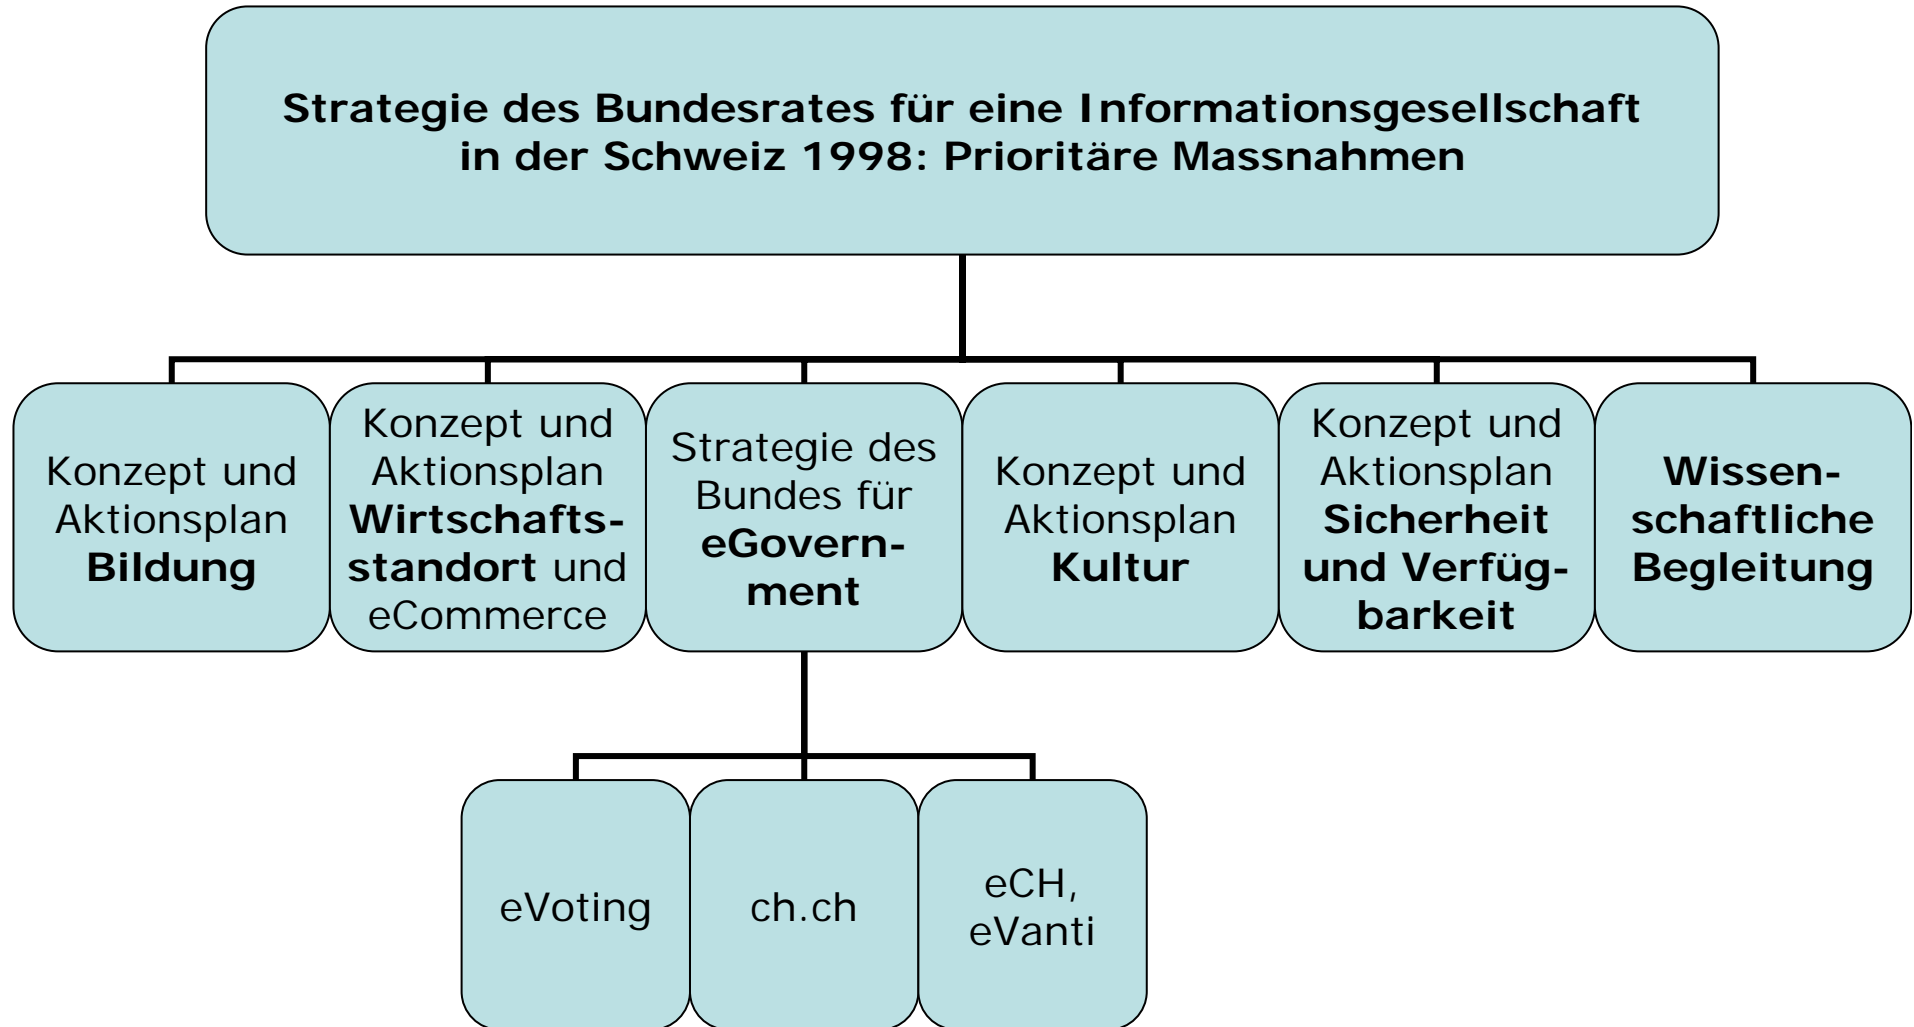 Strategie des Bundesrates für eine Informationsgesellschaft
in der Schweiz 1998: Prioritäre Massnahmen
Konzept und
Aktionsplan
Bildung
Konzept und
Aktionsplan
Wirtschafts-
standort und
eCommerce
Strategie des
Bundes für
eGovern-
ment
Konzept und
Aktionsplan
Kultur
Konzept und
Aktionsplan
Sicherheit
und Verfüg-
barkeit
Wissen-
schaftliche
Begleitung
eVoting
ch.ch
eCH,
eVanti